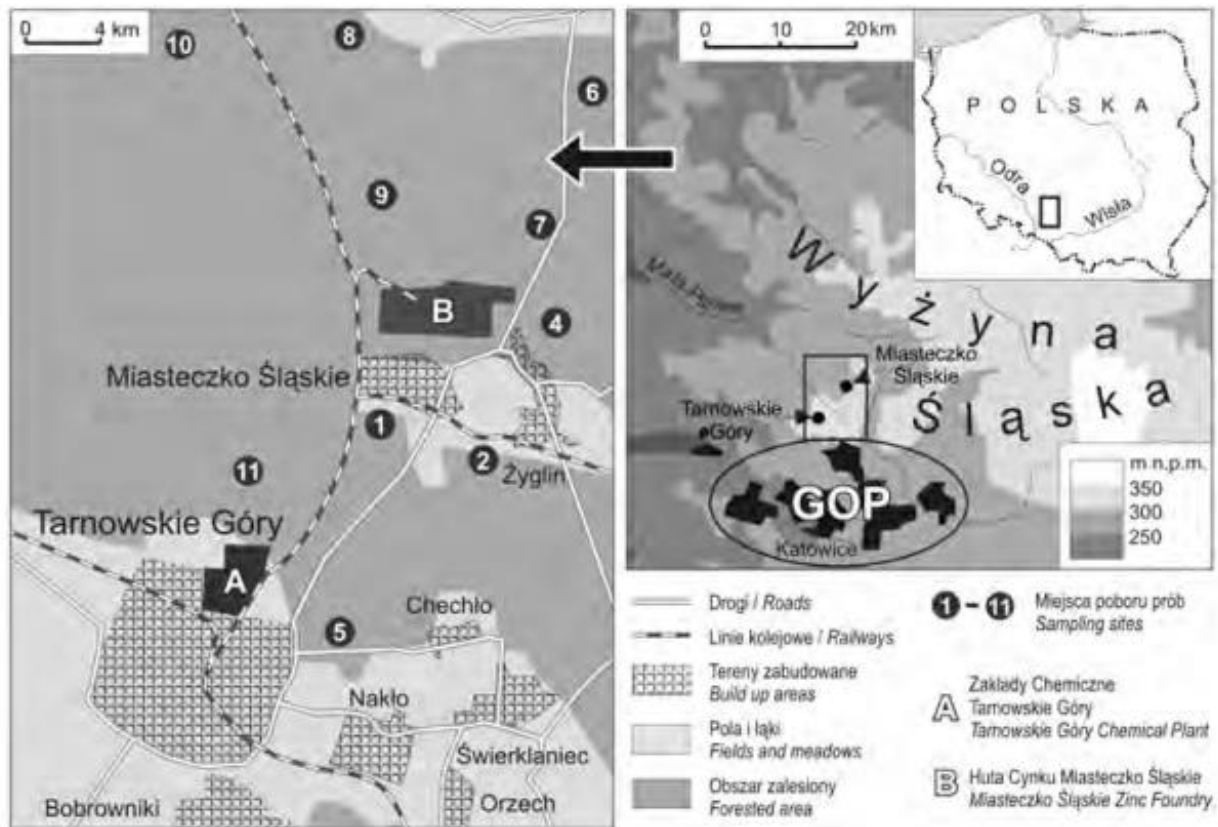 0 4 km
10
8
6
9
7
B
4
Miasteczko Śląskie
1
2
Żyglin
11
Tarnowskie Góry
A
Chechło
5
Nakło
Świerklaniec
Bobrowniki
Orzech
0 10 20 km
POLSKA
Odra
Wisła
Wyżyna
Śląska
Mała Panew
Miasteczko
Śląskie
Tarnowskie
Góry
GOP
Katowice
m n.p.m.
350
300
250
Drogi / Roads
Linie kolejowe / Railways
Tereny zabudowane
Build up areas
Pola i łąki
Fields and meadows
Obszar zalesiony
Forested area
1 - 11
Miejsca poboru prób
Sampling sites
A
Zakłady Chemiczne
Tarnowskie Góry
Tarnowskie Góry Chemical Plant
B
Huta Cynku Miasteczko Śląskie
Miasteczko Śląskie Zinc Foundry